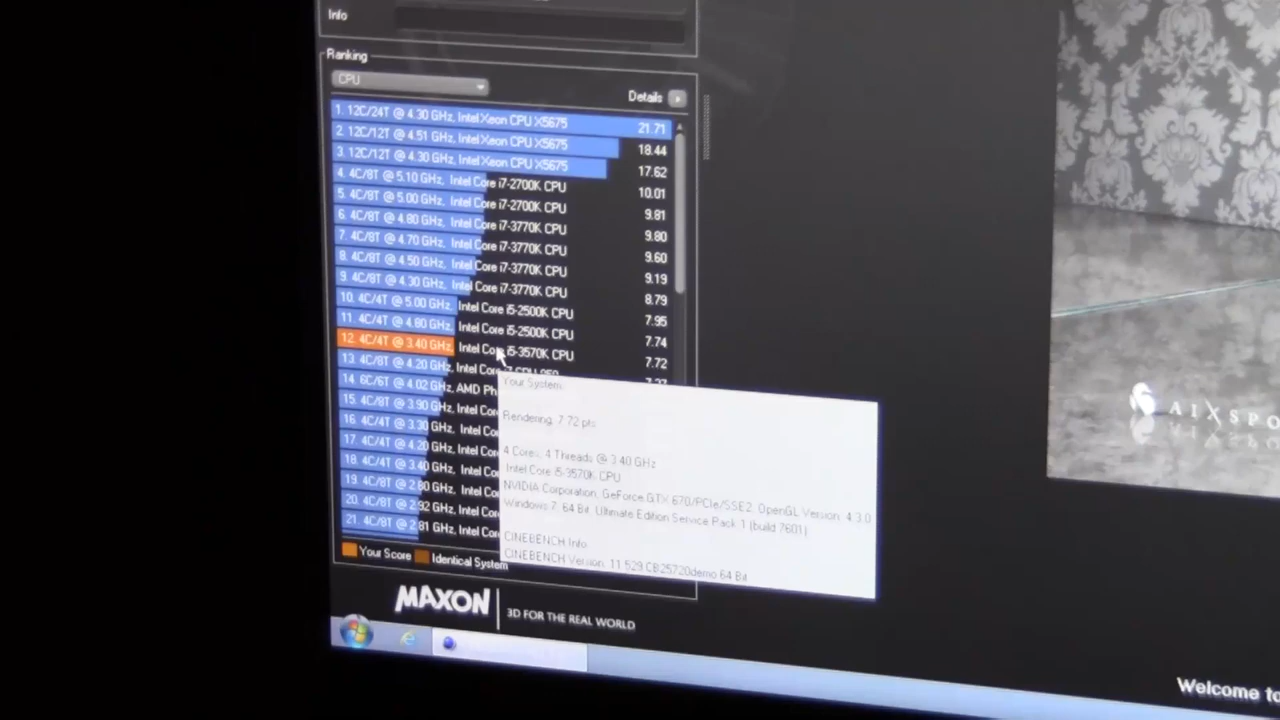 Info
Ranking
CPU
Details
1. 12C/24T @ 4.30 GHz, Intel Xeon CPU X5675 21.71
2. 12C/12T @ 4.51 GHz, Intel Xeon CPU X5675 18.44
3. 12C/12T @ 4.30 GHz, Intel Xeon CPU X5675 17.62
4. 4C/8T @ 5.10 GHz, Intel Core i7-2700K CPU 10.01
5. 4C/8T @ 5.00 GHz, Intel Core i7-2700K CPU 9.81
6. 4C/8T @ 4.80 GHz, Intel Core i7-3770K CPU 9.80
7. 4C/8T @ 4.70 GHz, Intel Core i7-3770K CPU 9.60
8. 4C/8T @ 4.50 GHz, Intel Core i7-3770K CPU 9.19
9. 4C/8T @ 4.30 GHz, Intel Core i7-3770K CPU 8.79
10. 4C/4T @ 5.00 GHz, Intel Core i5-2500K CPU 7.95
11. 4C/4T @ 4.80 GHz, Intel Core i5-2500K CPU 7.74
12. 4C/4T @ 3.40 GHz, Intel Core i5-3570K CPU 7.72
13. 4C/8T @ 4.20 GHz, Intel Core
14. 6C/6T @ 4.02 GHz, AMD Ph
15. 4C/8T @ 3.90 GHz, Intel Cor
16. 4C/4T @ 3.30 GHz, Intel Cor
17. 4C/4T @ 4.20 GHz, Intel Cor
18. 4C/4T @ 3.40 GHz, Intel Cor
19. 4C/8T @ 2.80 GHz, Intel Cor
20. 4C/8T @ 2.92 GHz, Intel Cor
21. 4C/8T @ 2.81 GHz, Intel Cor
Your System
Rendering: 7.72 pts
4 Cores, 4 Threads @ 3.40 GHz
Intel Core i5-3570K CPU
NVIDIA Corporation, GeForce GTX 670/PCIe/SSE2, OpenGL Version: 4.3.0
Windows 7, 64 Bit, Ultimate Edition Service Pack 1 (build 7601)
CINEBENCH Info
CINEBENCH Version: 11.529,CB25720demo 64 Bit
Your Score
Identical System
MAXON
3D FOR THE REAL WORLD
AIXSPO
Welcome to